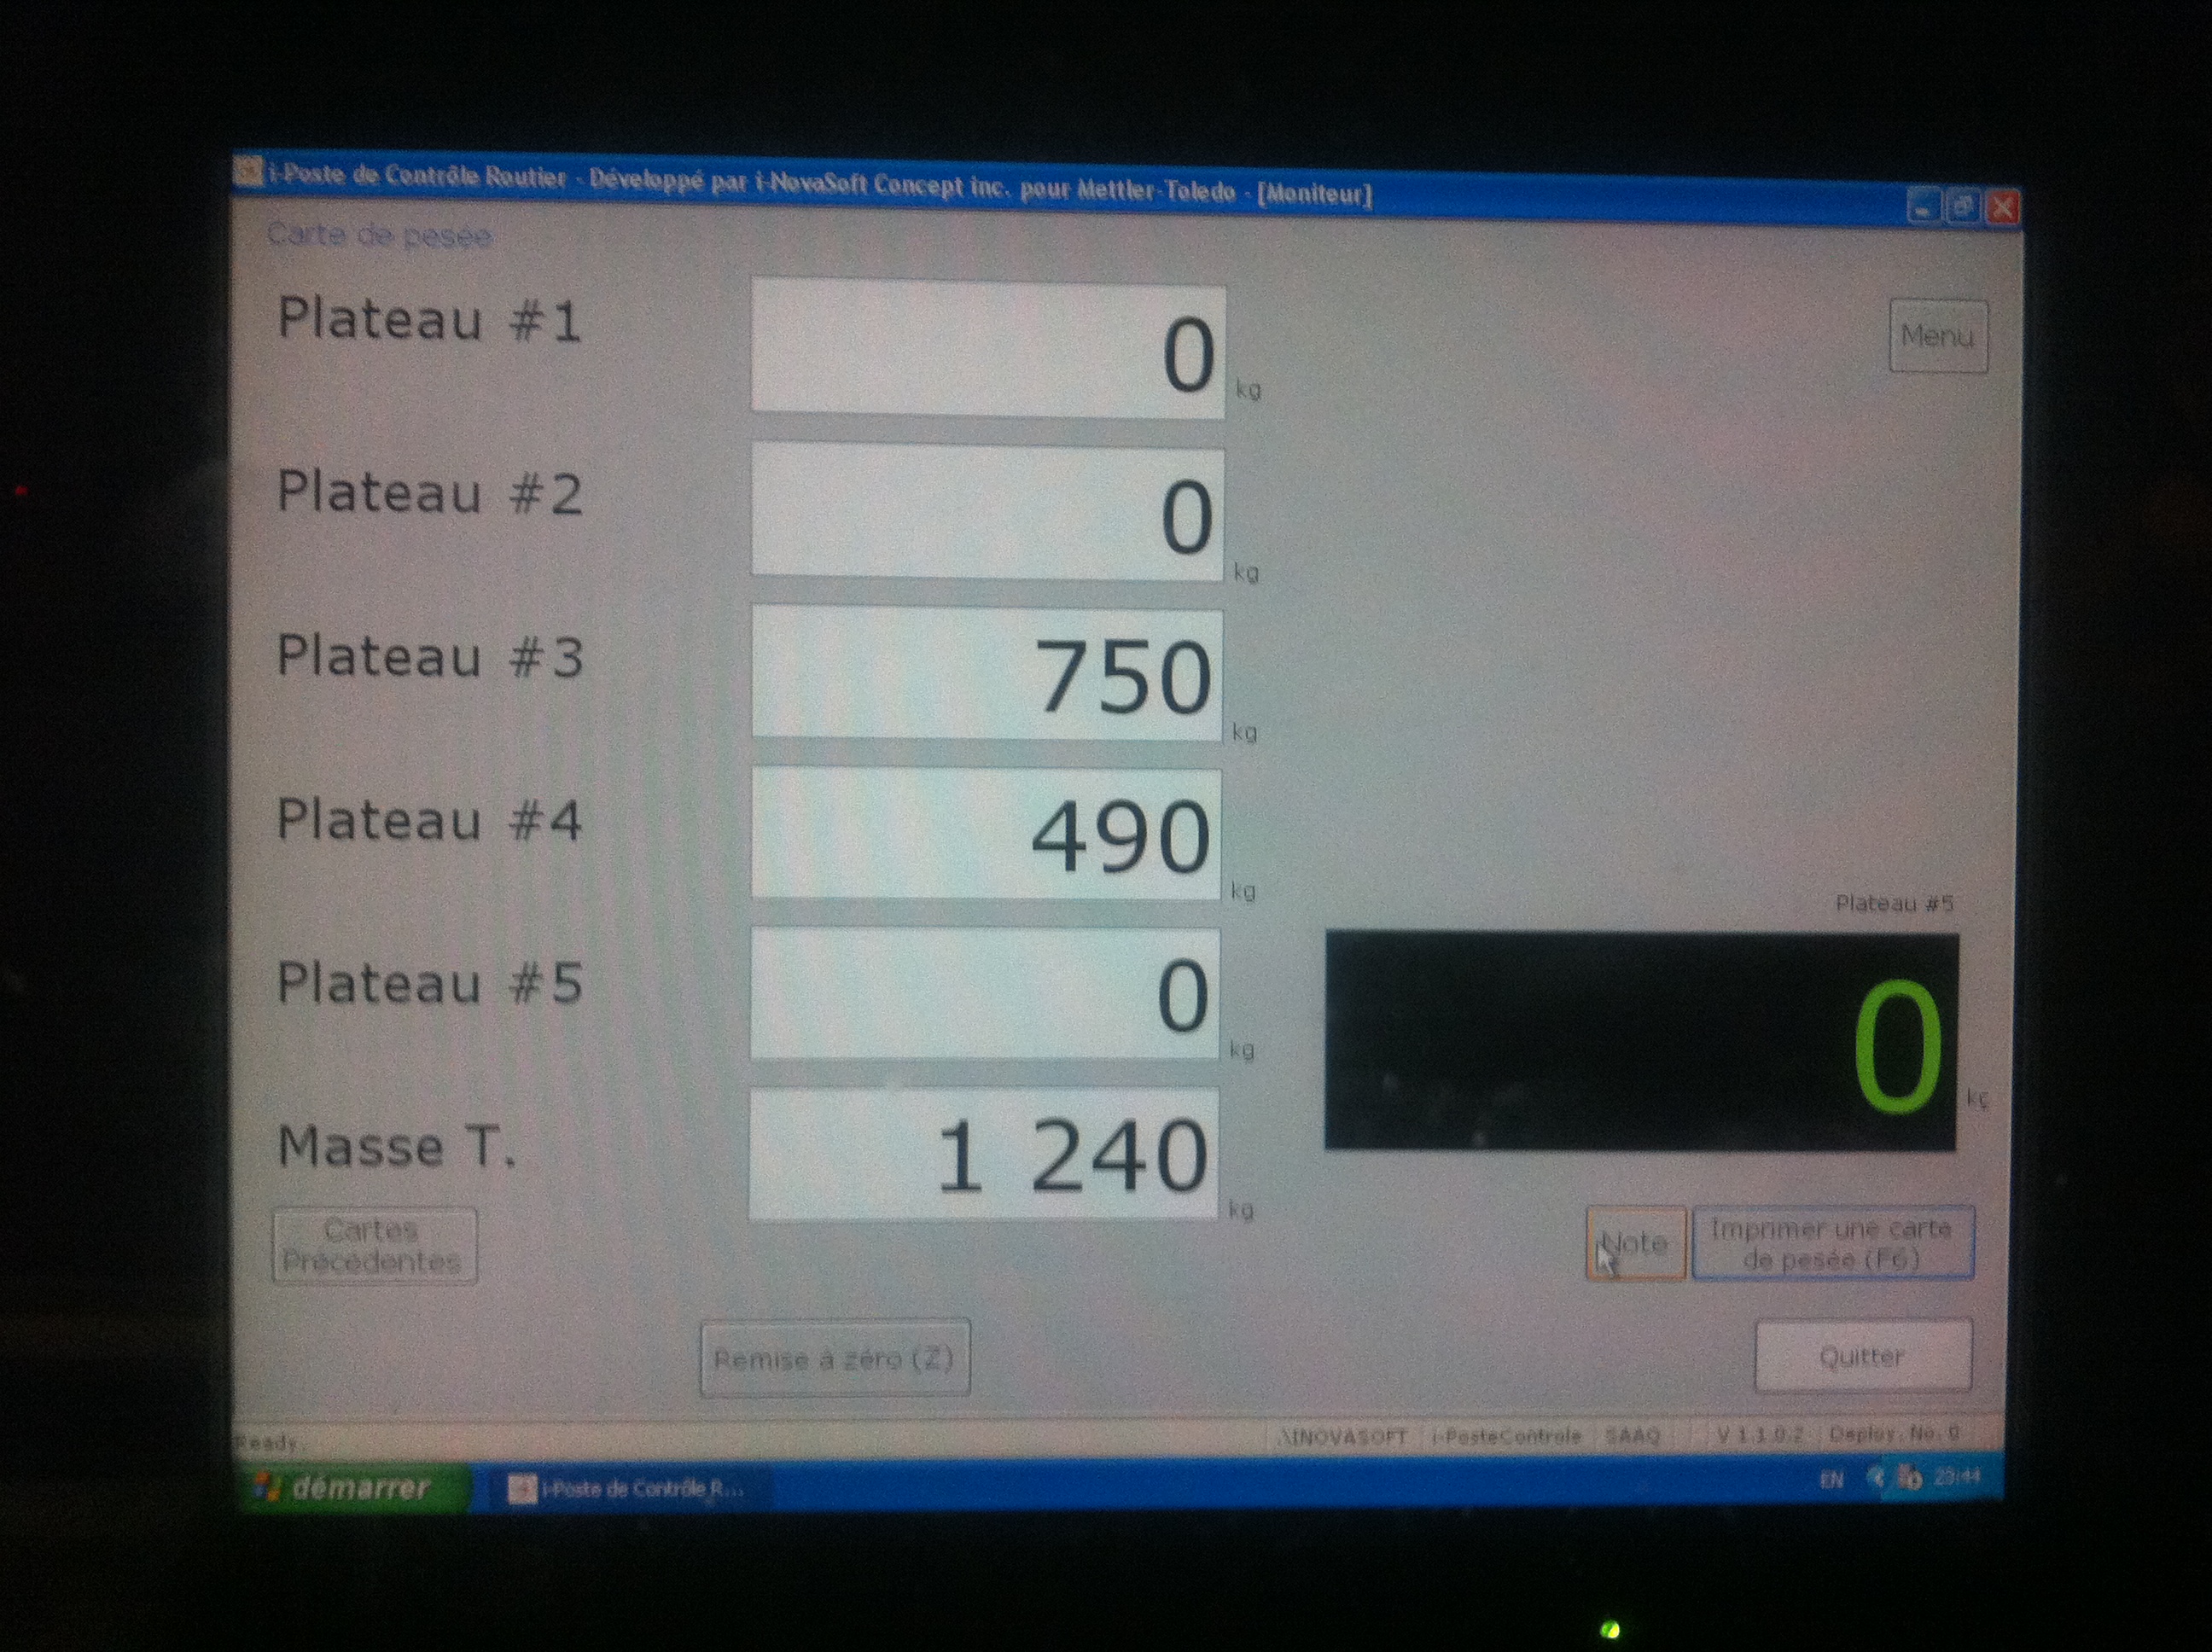 i-Poste de Contrôle Routier - Développé par i-NovaSoft Concept inc. pour Mettler-Toledo - [Moniteur]
Carte de pesée
Menu
Plateau #1
0 kg
Plateau #2
0 kg
Plateau #3
750 kg
Plateau #4
490 kg
Plateau #5
0 kg
Masse T.
1 240 kg
Plateau #5
0 kg
Cartes
Précédentes
Note
Imprimer une carte
de pesée (F6)
Remise à zéro (Z)
Quitter
Ready
.\INOVASOFT i-PosteControle SAAQ V 1.1.0.2 Deploy. No. 0
démarrer
i-Poste de Contrôle R...
EN
23:44